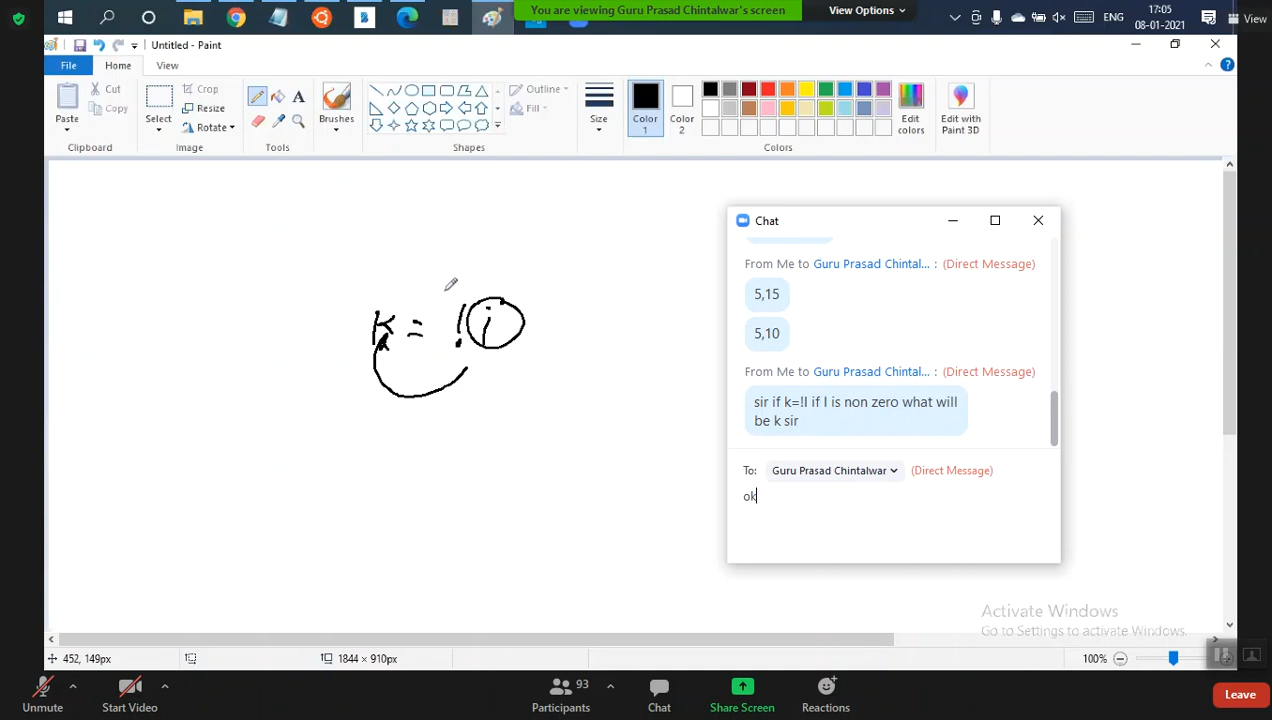 You are viewing Guru Prasad Chintalwar's screen
View Options
ENG
17:05
08-01-2021
View
Untitled - Paint
File
Home
View
Paste
Cut
Copy
Select
Crop
Resize
Rotate
A
Brushes
Outline
Fill
Size
Color 1
Color 2
Edit colors
Edit with Paint 3D
Clipboard
Image
Tools
Shapes
Colors
k = !i
Chat
From Me to Guru Prasad Chintal... : (Direct Message)
5,15
5,10
From Me to Guru Prasad Chintal... : (Direct Message)
sir if k=!I if I is non zero what will
be k sir
To: Guru Prasad Chintalwar (Direct Message)
ok
Activate Windows
Go to Settings to activate Windows.
452, 149px
1844 × 910px
100%
Unmute
Start Video
93
Participants
Chat
Share Screen
Reactions
Leave